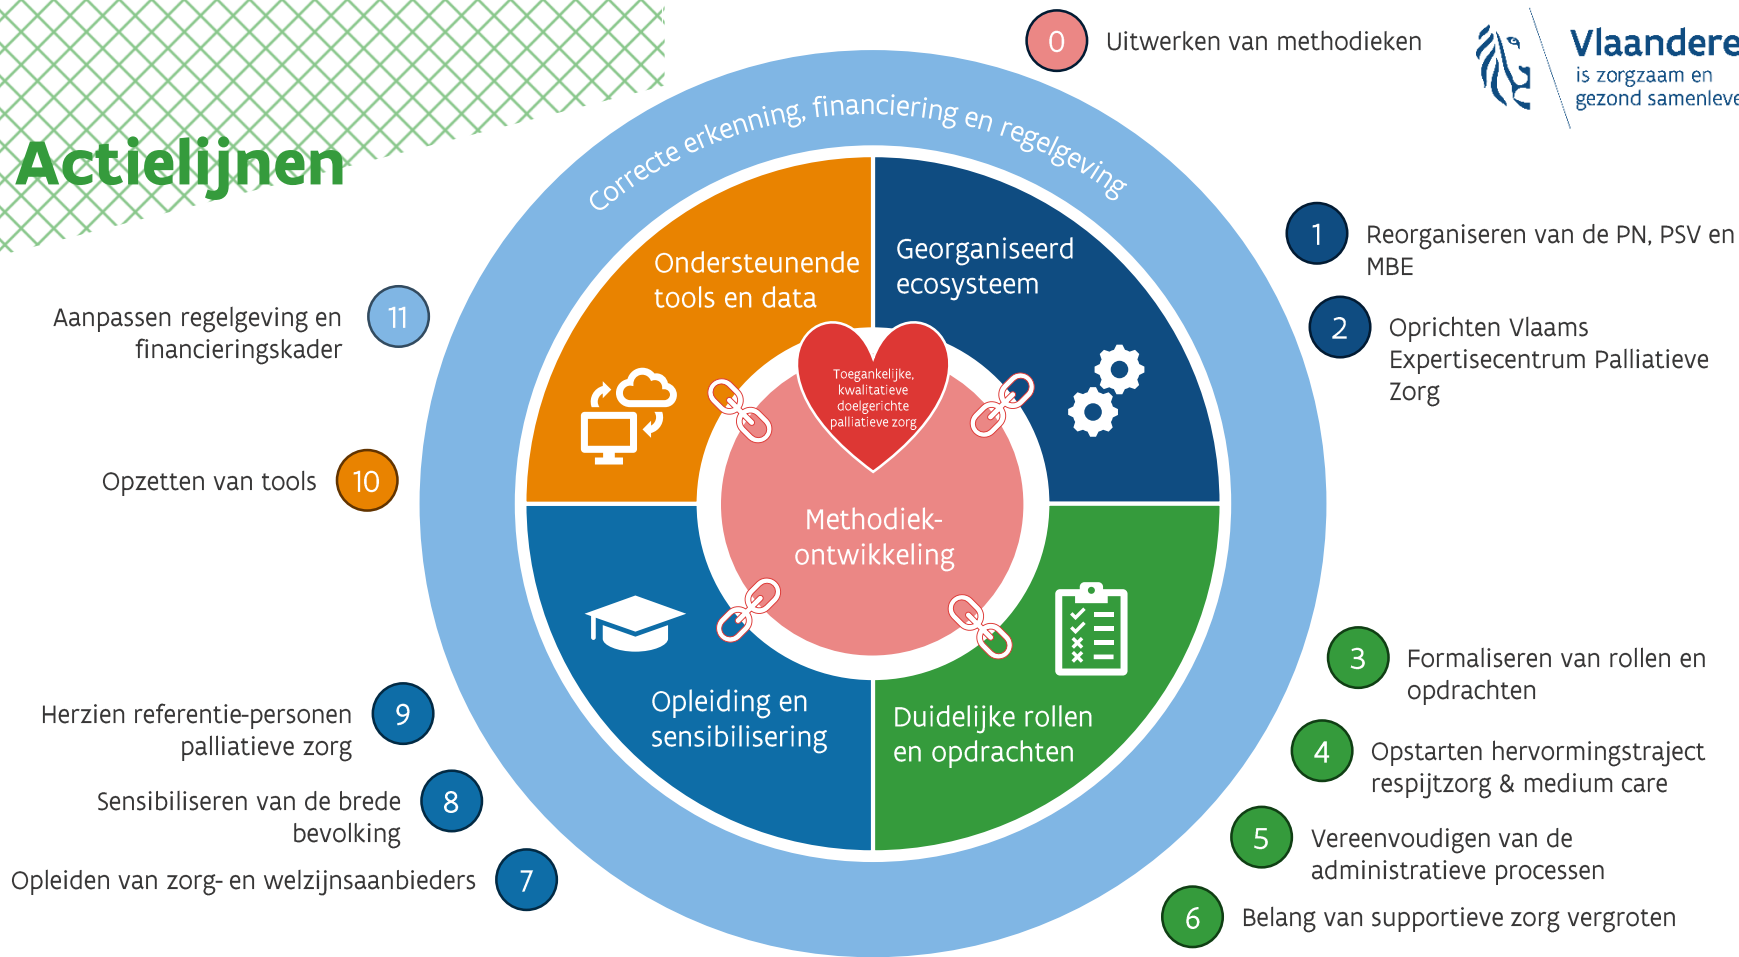 Actielijnen
0 Uitwerken van methodieken
Vlaandere
is zorgzaam en
gezond samenleve
Correcte erkenning, financiering en regelgeving
Ondersteunende
tools en data
Georganiseerd
ecosysteem
Toegankelijke,
kwalitatieve
doelgerichte
palliatieve zorg
Methodiek-
ontwikkeling
Opleiding en
sensibilisering
Duidelijke rollen
en opdrachten
1 Reorganiseren van de PN, PSV en
MBE
2 Oprichten Vlaams
Expertisecentrum Palliatieve
Zorg
3 Formaliseren van rollen en
opdrachten
4 Opstarten hervormingstraject
respijtzorg & medium care
5 Vereenvoudigen van de
administratieve processen
6 Belang van supportieve zorg vergroten
Opleiden van zorg- en welzijnsaanbieders 7
Sensibiliseren van de brede 8
bevolking
Herzien referentie-personen 9
palliatieve zorg
Opzetten van tools 10
Aanpassen regelgeving en 11
financieringskader